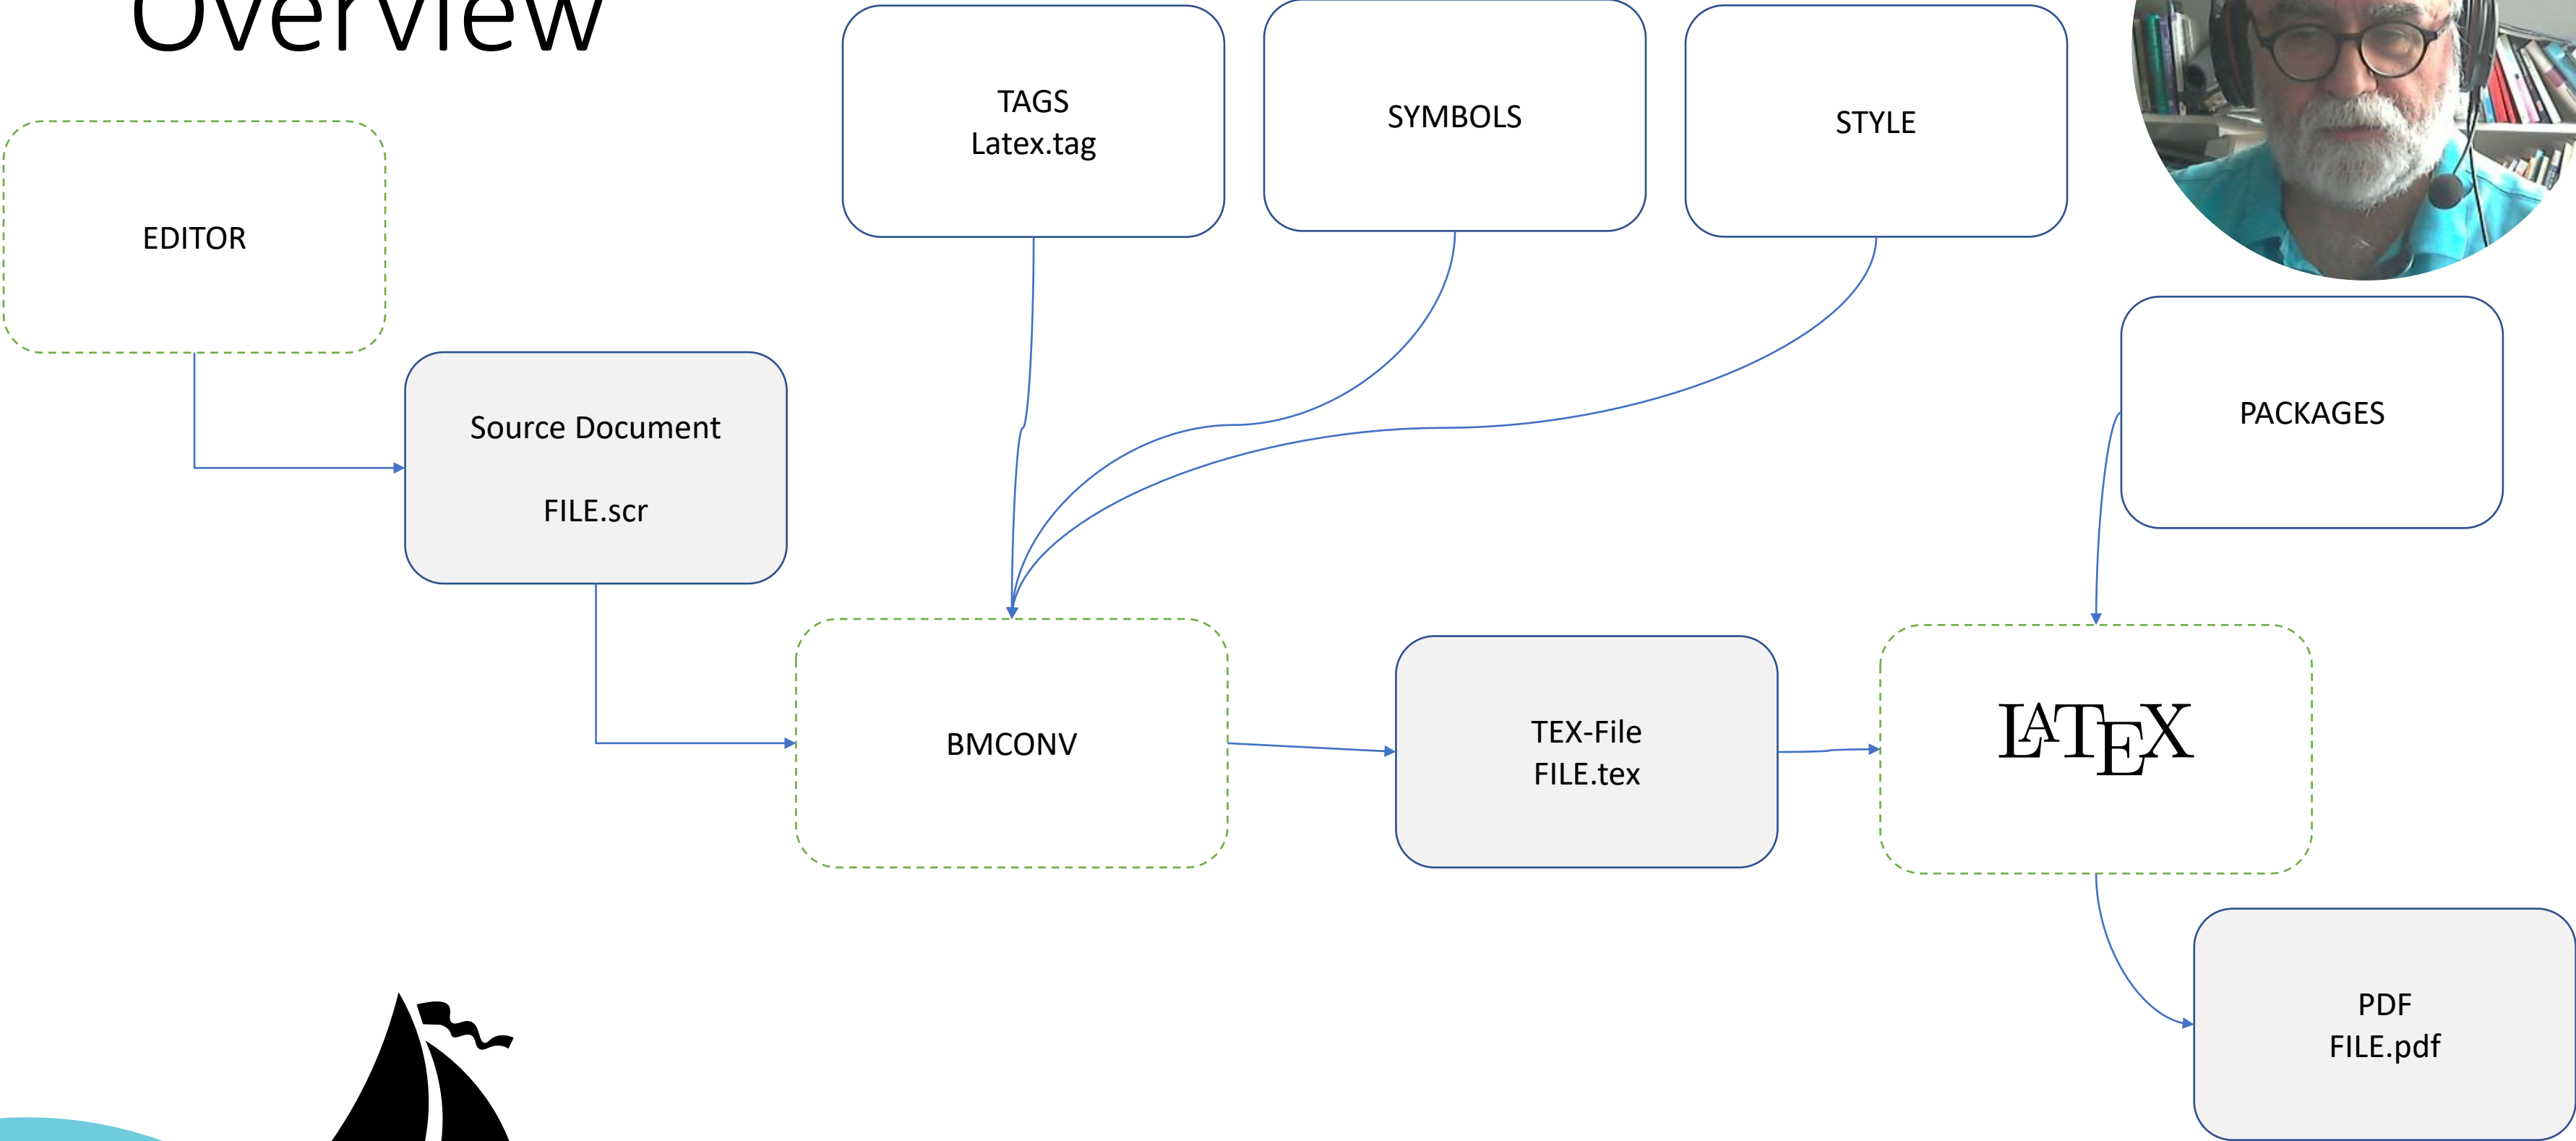 Overview
TAGS
Latex.tag
SYMBOLS
STYLE
EDITOR
Source Document
FILE.scr
PACKAGES
BMCONV
TEX-File
FILE.tex
LATEX
PDF
FILE.pdf